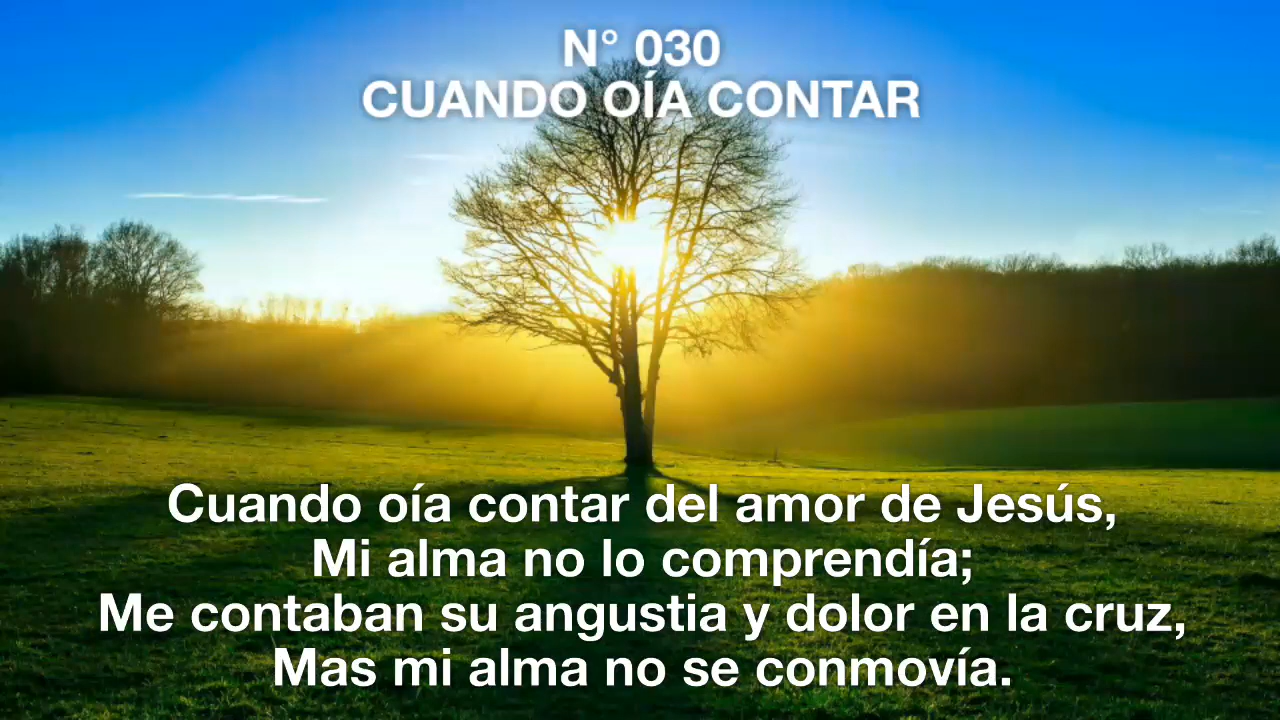 N° 030
CUANDO OÍA CONTAR
Cuando oía contar del amor de Jesús,
Mi alma no lo comprendía;
Me contaban su angustia y dolor en la cruz,
Mas mi alma no se conmovía.